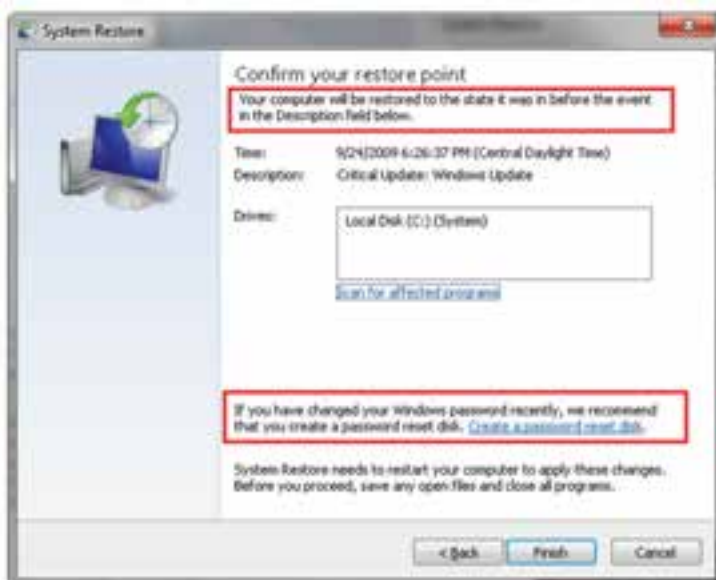 System Restore
Confirm your restore point
Your computer will be restored to the state it was in before the event
in the Description field below.
Time: 9/24/2009 6:26:37 PM (Central Daylight Time)
Description: Critical Update: Windows Update
Drives: Local Disk (C:) (System)
Scan for affected programs
If you have changed your Windows password recently, we recommend
that you create a password reset disk. Create a password reset disk.
System Restore needs to restart your computer to apply these changes.
Before you proceed, save any open files and close all programs.
< Back Finish Cancel